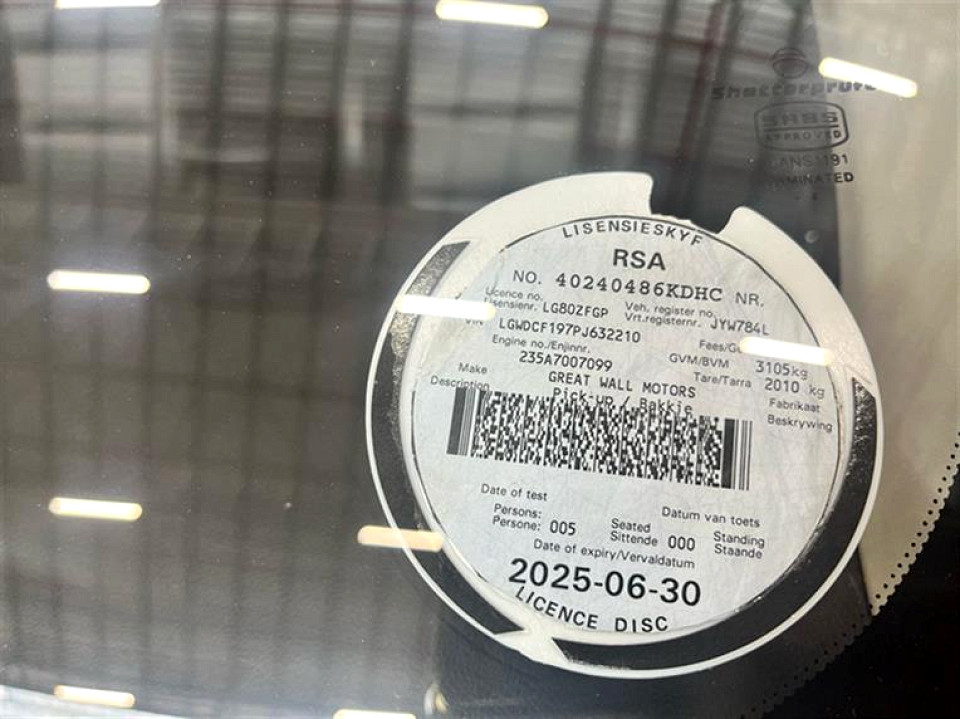 Shatterprufe
SABS
APPROVED
SANS1191
LAMINATED
LISENSIESKYF
RSA
NO. 40240486KDHC NR.
Licence no.
Lisensienr. LG80ZFGP
Veh. register no.
Vrt.registernr. JYW784L
VIN LGWDCF197PJ632210
Engine no./Enjinnr.
235A7007099
GVM/BVM 3105kg
Tare/Tarra 2010 kg
Make GREAT WALL MOTORS Fabrikaat
Description Pick-up / Bakkie Beskrywing
Date of test Datum van toets
Persons:
Persone: 005
Seated
Sittende 000
Standing
Staande
Date of expiry/Vervaldatum
2025-06-30
LICENCE DISC